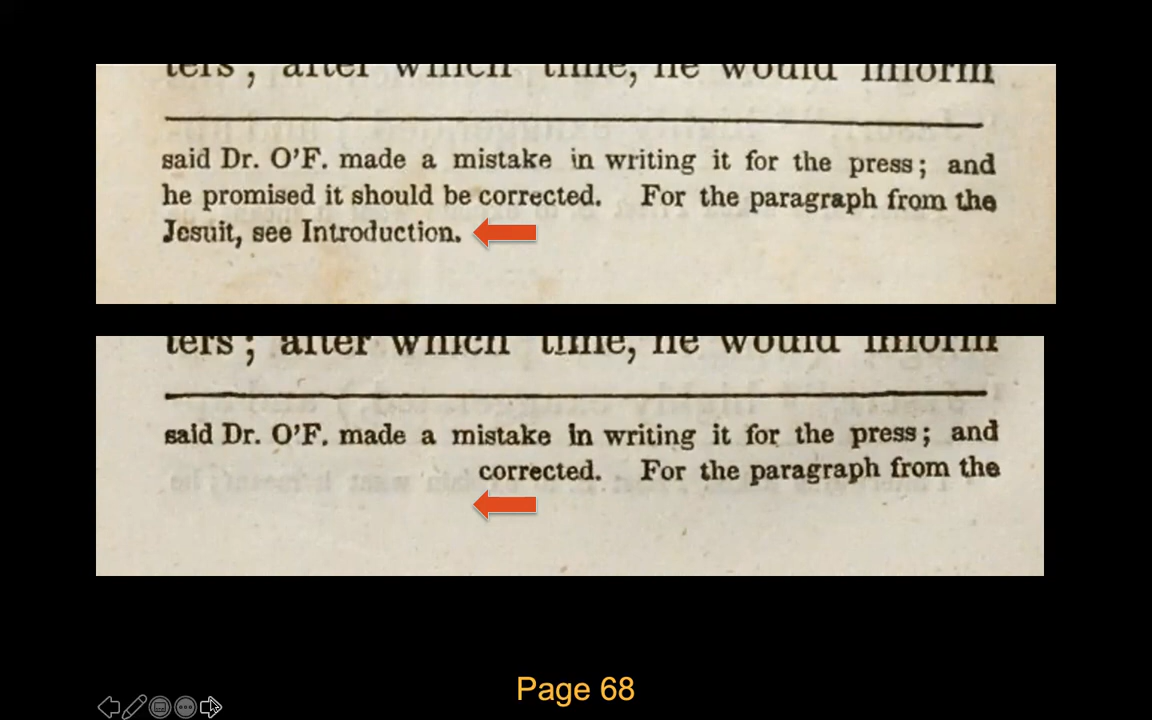 ters; after which time, he would inform
said Dr. O'F. made a mistake in writing it for the press; and
he promised it should be corrected. For the paragraph from the
Jesuit, see Introduction.
ters; after which time, he would inform
said Dr. O'F. made a mistake in writing it for the press; and
corrected. For the paragraph from the
Page 68